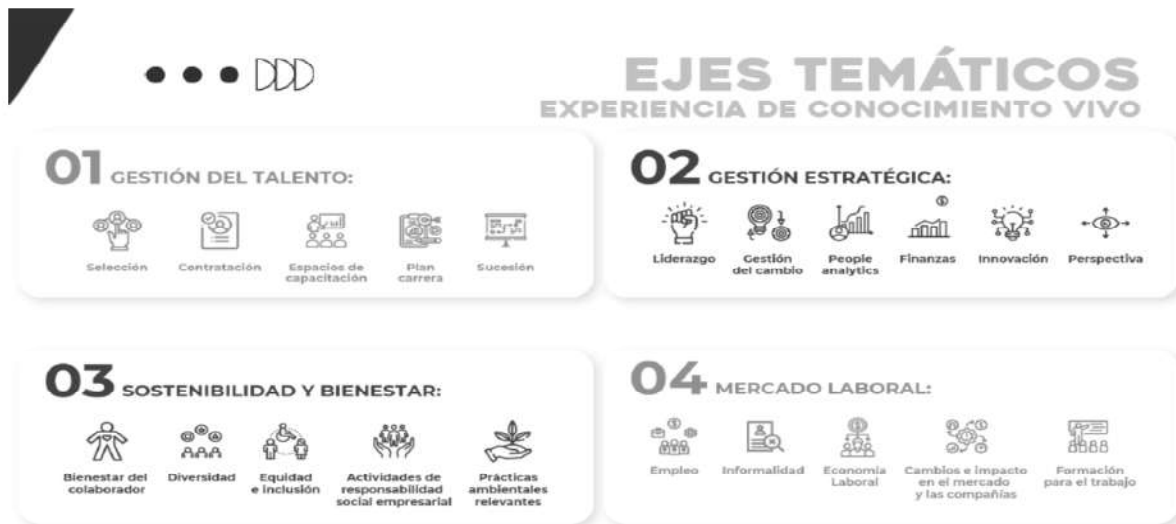 EJES TEMÁTICOS
EXPERIENCIA DE CONOCIMIENTO VIVO
01 GESTIÓN DEL TALENTO:
Selección
Contratación
Espacios de
capacitación
Plan
carrera
Sucesión
02 GESTIÓN ESTRATÉGICA:
Liderazgo
Gestión
del cambio
People
analytics
Finanzas
Innovación
Perspectiva
03 SOSTENIBILIDAD Y BIENESTAR:
Bienestar del
colaborador
Diversidad
Equidad
e inclusión
Actividades de
responsabilidad
social empresarial
Prácticas
ambientales
relevantes
04 MERCADO LABORAL:
Empleo
Informalidad
Economía
Laboral
Cambios e impacto
en el mercado
y las compañías
Formación
para el trabajo